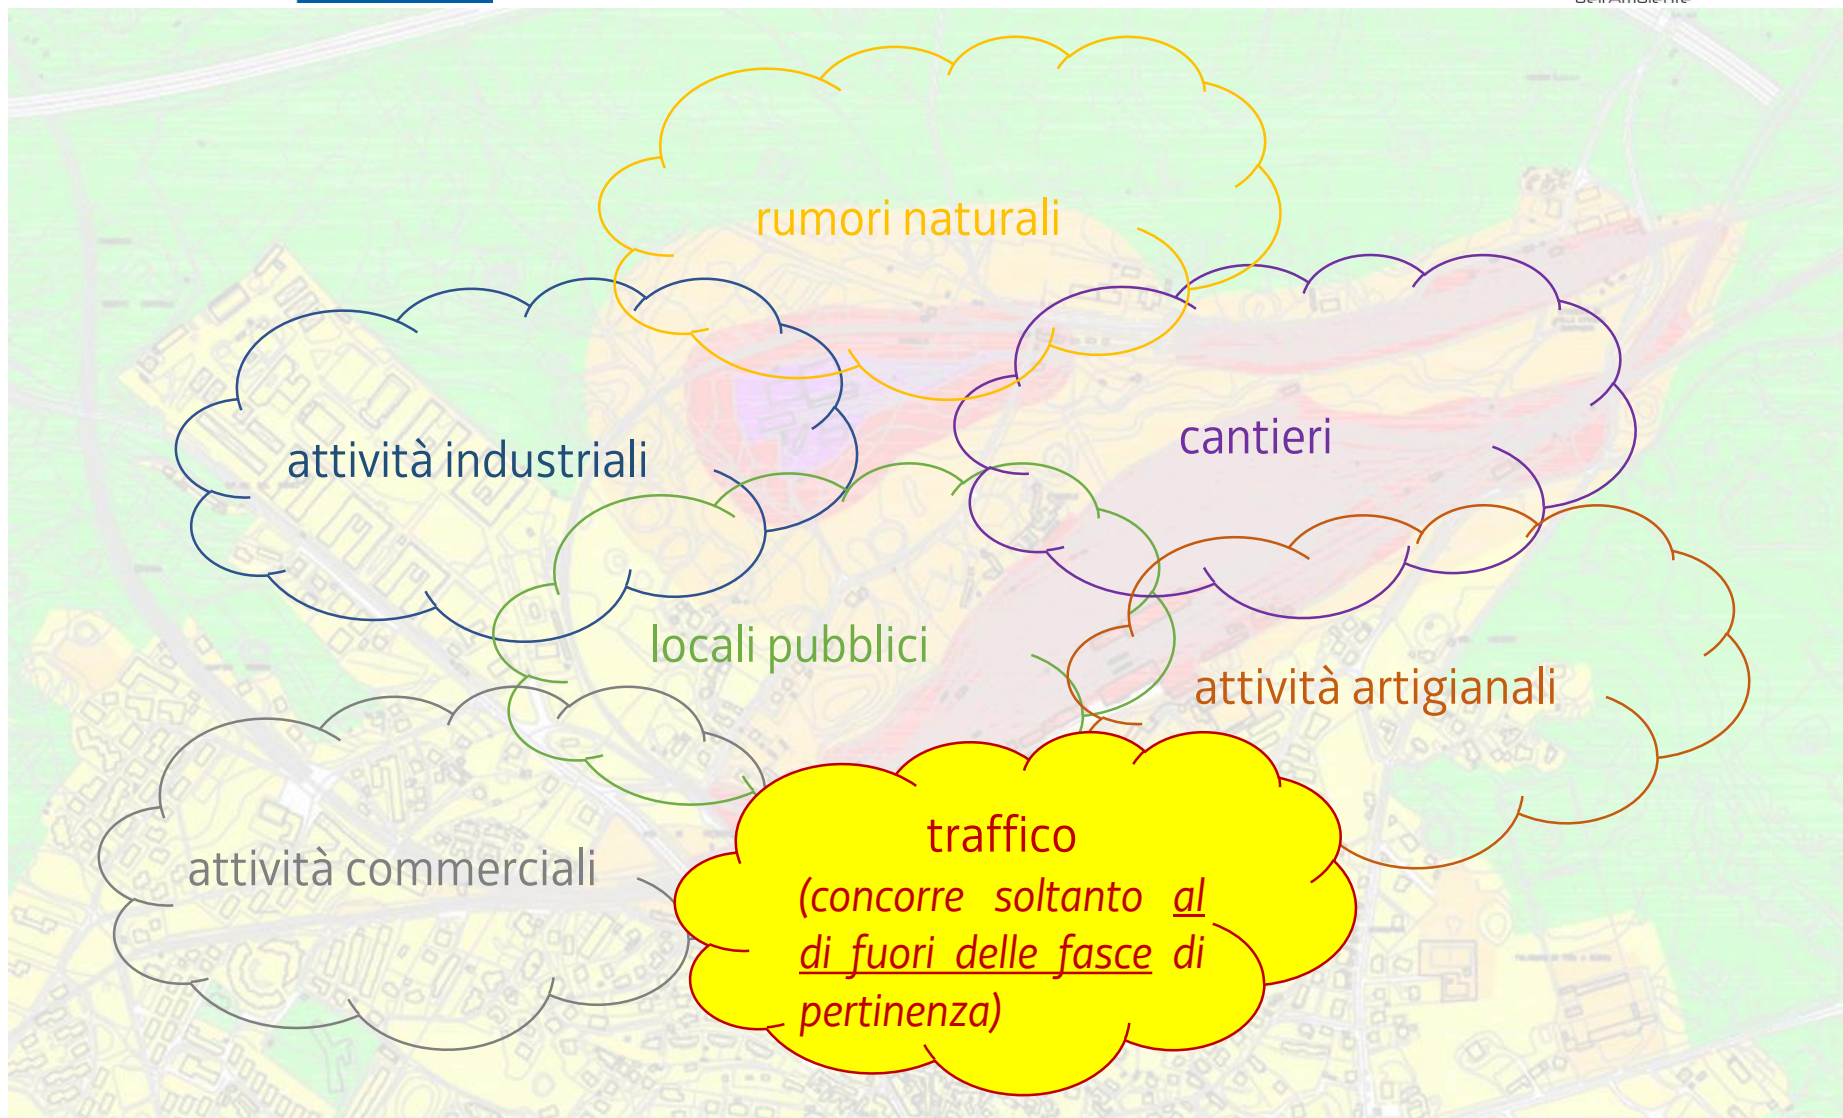 rumori naturali
cantieri
attività industriali
locali pubblici
attività artigianali
traffico
attività commerciali
(concorre soltanto al
di fuori delle fasce di
pertinenza)